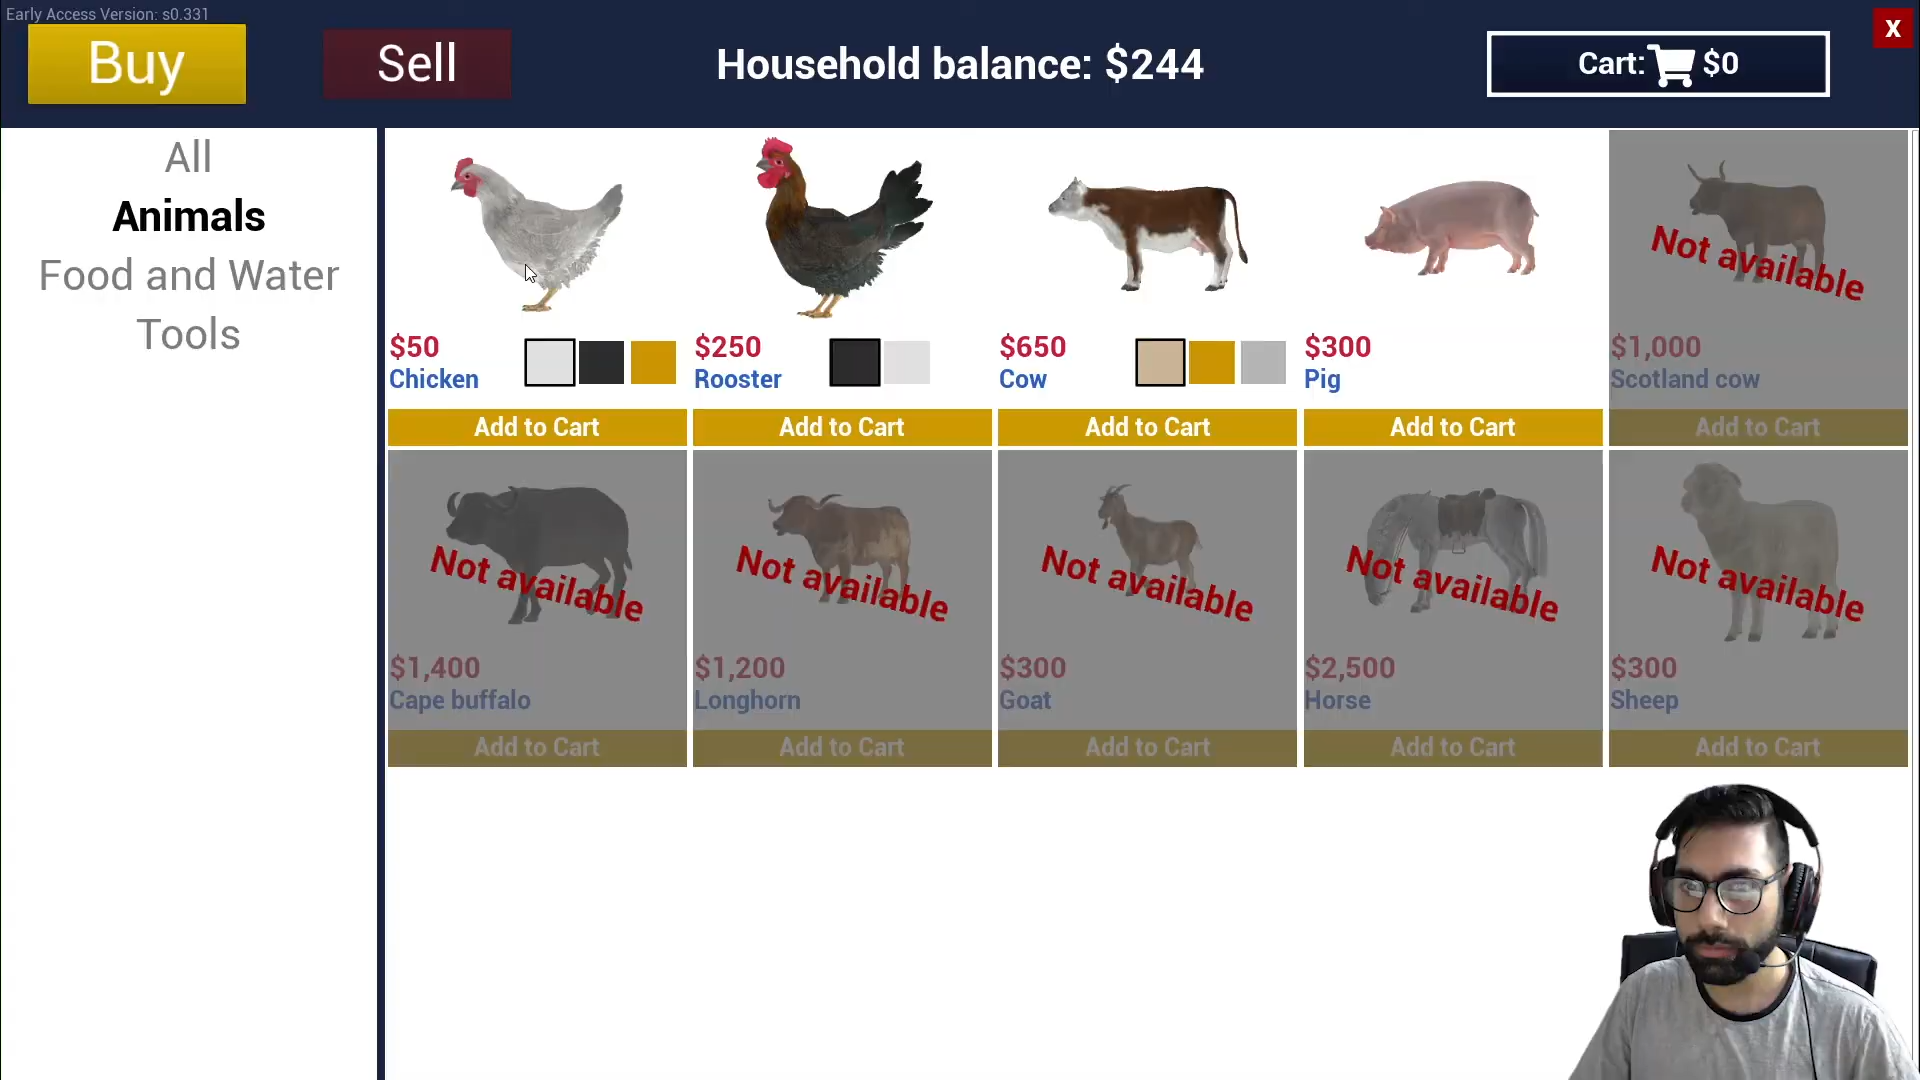 Early Access Version: s0.331
Buy
Sell
Household balance: $244
Cart: $0
X
All
Animals
Food and Water
Tools
$50
Chicken
Add to Cart
$250
Rooster
Add to Cart
$650
Cow
Add to Cart
$300
Pig
Add to Cart
Not available
$1,000
Scotland cow
Add to Cart
Not available
$1,400
Cape buffalo
Add to Cart
Not available
$1,200
Longhorn
Add to Cart
Not available
$300
Goat
Add to Cart
Not available
$2,500
Horse
Add to Cart
Not available
$300
Sheep
Add to Cart